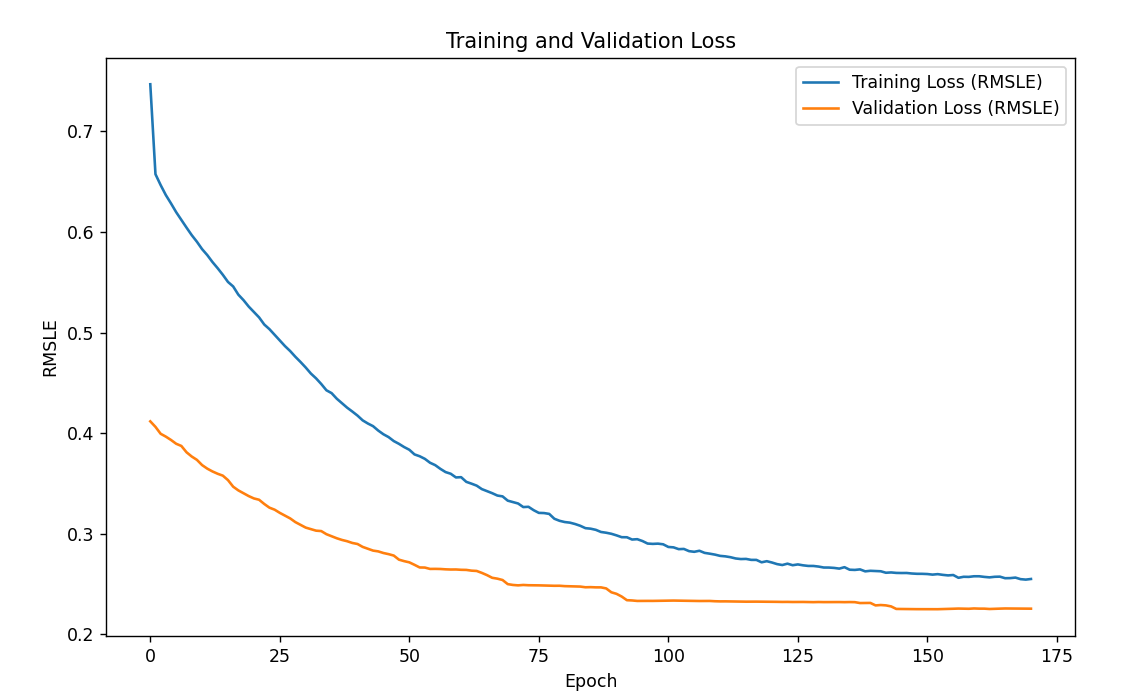 Training and Validation Loss
Training Loss (RMSLE)
Validation Loss (RMSLE)
0.7
0.6
0.5
0.4
0.3
0.2
RMSLE
0
25
50
75
100
125
150
175
Epoch